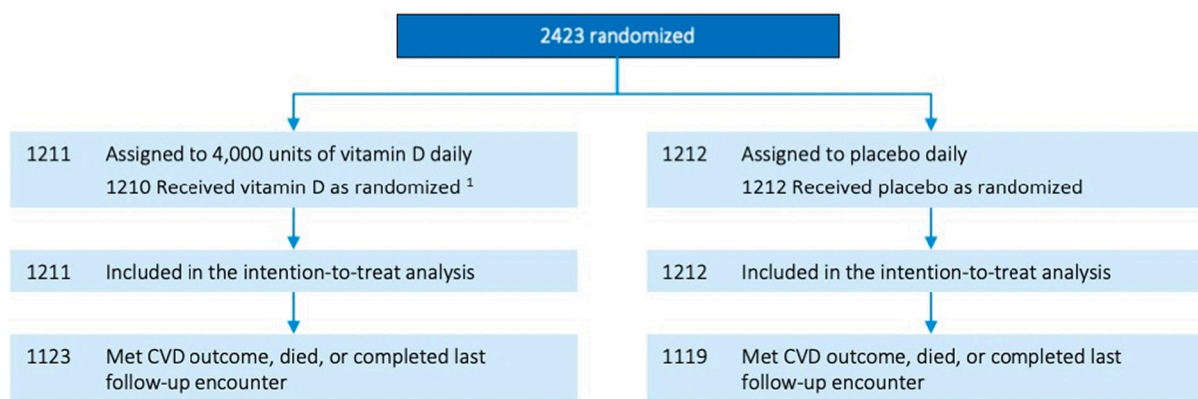 2423 randomized
1211 Assigned to 4,000 units of vitamin D daily
1210 Received vitamin D as randomized 1
1212 Assigned to placebo daily
1212 Received placebo as randomized
1211 Included in the intention-to-treat analysis
1212 Included in the intention-to-treat analysis
1123 Met CVD outcome, died, or completed last
follow-up encounter
1119 Met CVD outcome, died, or completed last
follow-up encounter